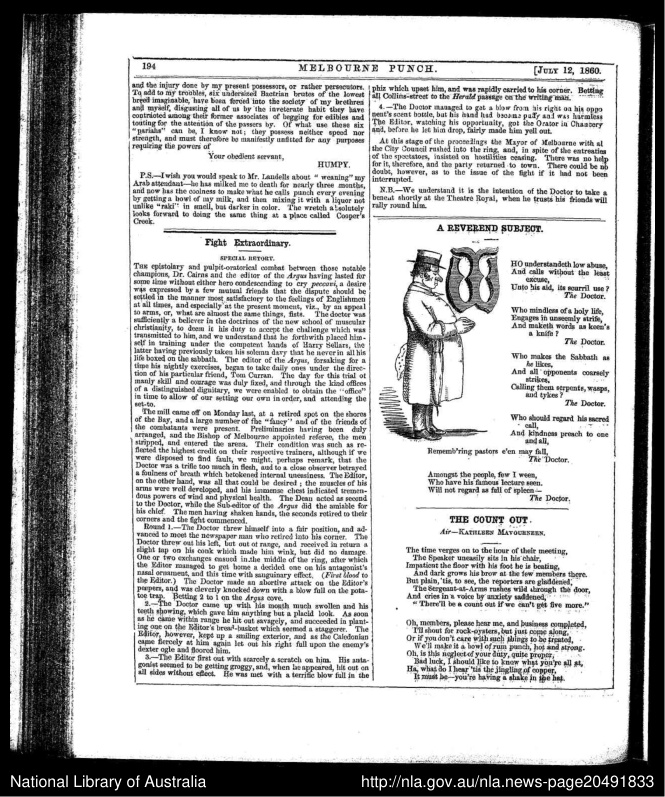 194
MELBOURNE PUNCH.
[JULY 12, 1860.
and the injury done by my present possessors, or rather persecutors.
To add to my troubles, six undersized Bactrian brutes of the lowest
breed imaginable, have been forced into the society of my brethren
and myself, disgusting all of us by the inveterate habit they have
contracted among their former associates of begging for edibles and
touting for the attention of the passers by. Of what use those six
"pariahs" can be, I know not; they possess neither speed nor
strength, and must therefore be manifestly unfitted for any purposes
requiring the powers of
Your obedient servant,
HUMPY.
P.S.—I wish you would speak to Mr. Landells about "weaning" my
Arab attendant—he has milked me to death for nearly three months,
and now has the coolness to make what he calls punch every evening
by getting a bowl of my milk, and then mixing it with a liquor not
unlike "raki" in smell, but darker in color. The wretch absolutely
looks forward to doing the same thing at a place called Cooper's
Creek.
Fight Extraordinary.
SPECIAL REPORT.
THE epistolary and pulpit-oratorical combat between those notable
champions, Dr. Cairns and the editor of the Argus having lasted for
some time without either hero condescending to cry peccavi, a desire
was expressed by a few mutual friends that the dispute should be
settled in the manner most satisfactory to the feelings of Englishmen
at all times, and especially at the present moment, viz., by an appeal
to arms, or, what are almost the same things, fists. The doctor was
sufficiently a believer in the doctrines of the new school of muscular
christianity, to deem it his duty to accept the challenge which was
transmitted to him, and we understand that he forthwith placed him-
self in training under the competent hands of Harry Sellars, the
latter having previously taken his solemn davy that he never in all his
life boxed on the sabbath. The editor of the Argus, forsaking for a
time his nightly exercises, began to take daily ones under the direc-
tion of his particular friend, Tom Curran. The day for this trial of
manly skill and courage was duly fixed, and through the kind offices
of a distinguished dignitary, we were enabled to obtain the "office"
in time to allow of our setting our own in order, and attending the
set-to.
The mill came off on Monday last, at a retired spot on the shores
of the Bay, and a large number of the "fancy" and of the friends of
the combatants were present. Preliminaries having been duly
arranged, and the Bishop of Melbourne appointed referee, the men
stripped, and entered the arena. Their condition was such as re-
flected the highest credit on their respective trainers, although if we
were disposed to find fault, we might, perhaps remark, that the
Doctor was a trifle too much in flesh, and to a close observer betrayed
a foulness of breath which betokened internal uneasiness. The Editor,
on the other hand, was all that could be desired; the muscles of his
arms were well developed, and his immense chest indicated tremen-
dous powers of wind and physical health. The Dean acted as second
to the Doctor, while the Sub-editor of the Argus did the amiable for
his chief. The men having shaken hands, the seconds retired to their
corners and the fight commenced.
Round 1.—The Doctor threw himself into a fair position, and ad-
vanced to meet the newspaper man who retired into his corner. The
Doctor threw out his left, but out of range, and received in return a
slight tap on his conk which made him wink, but did no damage.
One or two exchanges ensued in the middle of the ring, after which
the Editor managed to get home a decided one on his antagonist's
nasal ornament, and this time with sanguinary effect. (First blood to
the Editor.) The Doctor made an abortive attack on the Editor's
peepers, and was cleverly knocked down with a blow full on the pota-
toe trap. Betting 2 to 1 on the Argus cove.
2.—The Doctor came up with his mouth much swollen and his
teeth showing, which gave him anything but a placid look. As soon
as he came within range he hit out savagely, and succeeded in plant-
ing one on the Editor's bread-basket which seemed a staggerer. The
Editor, however, kept up a smiling exterior, and as the Caledonian
came fiercely at him again let out his right full upon the enemy's
dexter ogle and floored him.
3.—The Editor first out with scarcely a scratch on him. His anta-
gonist seemed to be getting groggy, and, when he appeared, hit out on
all sides without effect. He was met with a terrific blow full in the
phiz which upset him, and was rapidly carried to his corner. Betting
all Collins-street to the Herald passage on the writing man.
4.—The Doctor managed to get a blow from his right on his oppo
nent's scent bottle, but his hand had become puffy and was harmless
The Editor, watching his opportunity, got the Orator in Chancery
and, before he let him drop, fairly made him yell out.
At this stage of the proceedings the Mayor of Melbourne with al
the City Council rushed into the ring, and, in spite of the entreaties
of the spectators, insisted on hostilities ceasing. There was no help
for it, therefore, and the party returned to town. There could be no
doubt, however, as to the issue of the fight if it had not been
interrupted.
N.B.—We understand it is the intention of the Doctor to take a
benefit shortly at the Theatre Royal, when he trusts his friends will
rally round him.
A REVEREND SUBJECT.
HO understandeth low abuse,
And calls without the least
excuse,
Unto his aid, its scurril use?
The Doctor.
Who mindless of a holy life,
Engages in unseemly strife,
And maketh words as keen's
a knife?
The Doctor.
Who makes the Sabbath as
he likes,
And all opponents coarsely
strikes,
Calling them serpents, wasps,
and tykes?
The Doctor.
Who should regard his sacred
call,
And kindness preach to one
and all,
Rememb'ring pastors e'en may fall,
The Doctor.
Amongst the people, few I ween,
Who have his famous lecture seen.
Will not regard as full of spleen—
The Doctor.
THE COUNT OUT.
Air—KATHLEEN MAVOURNEEN.
The time verges on to the hour of their meeting,
The Speaker uneasily sits in his chair,
Impatient the floor with his foot he is beating,
And dark grows his brow at the few members there.
But plain, 'tis, to see, the reporters are gladdened,
The Sergeant-at-Arms rushes wild through the door,
And cries in a voice by anxiety saddened,
"There'll be a count out if we can't get five more."
Oh, members, please hear me, and business completed,
I'll shout for rock-oysters, but just come along,
Or if you don't care with such things to be treated,
We'll make it a bowl of rum punch, hot and strong.
Oh, is this neglect of your duty, quite proper,
Bad luck, I should like to know what you're all at,
Ha, what do I hear 'tis the jingling of copper,
It must be—you're having a shake in the hat.
National Library of Australia
http://nla.gov.au/nla.news-page20491833